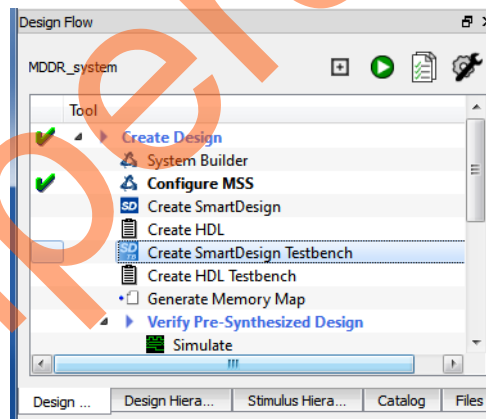 Design Flow
MDDR_system
Tool
Create Design
System Builder
Configure MSS
SD Create SmartDesign
Create HDL
SD TB Create SmartDesign Testbench
Create HDL Testbench
Generate Memory Map
Verify Pre-Synthesized Design
Simulate
Design ... Design Hiera... Stimulus Hiera... Catalog Files